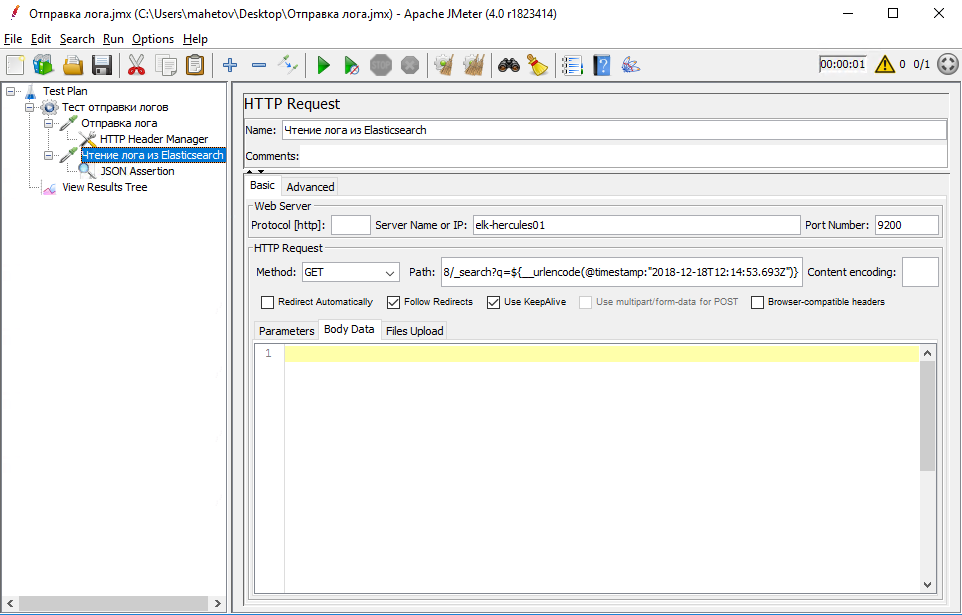 Отправка лога.jmx (C:\Users\mahetov\Desktop\Отправка лога.jmx) - Apache JMeter (4.0 r1823414)
File Edit Search Run Options Help
STOP
00:00:01 0 0/1
Test Plan
Тест отправки логов
Отправка лога
HTTP Header Manager
Чтение лога из Elasticsearch
JSON Assertion
View Results Tree
HTTP Request
Name: Чтение лога из Elasticsearch
Comments:
Basic Advanced
Web Server
Protocol [http]: Server Name or IP: elk-hercules01 Port Number: 9200
HTTP Request
Method: GET Path: 8/_search?q=${__urlencode(@timestamp:"2018-12-18T12:14:53.693Z")} Content encoding:
Redirect Automatically Follow Redirects Use KeepAlive Use multipart/form-data for POST Browser-compatible headers
Parameters Body Data Files Upload
1